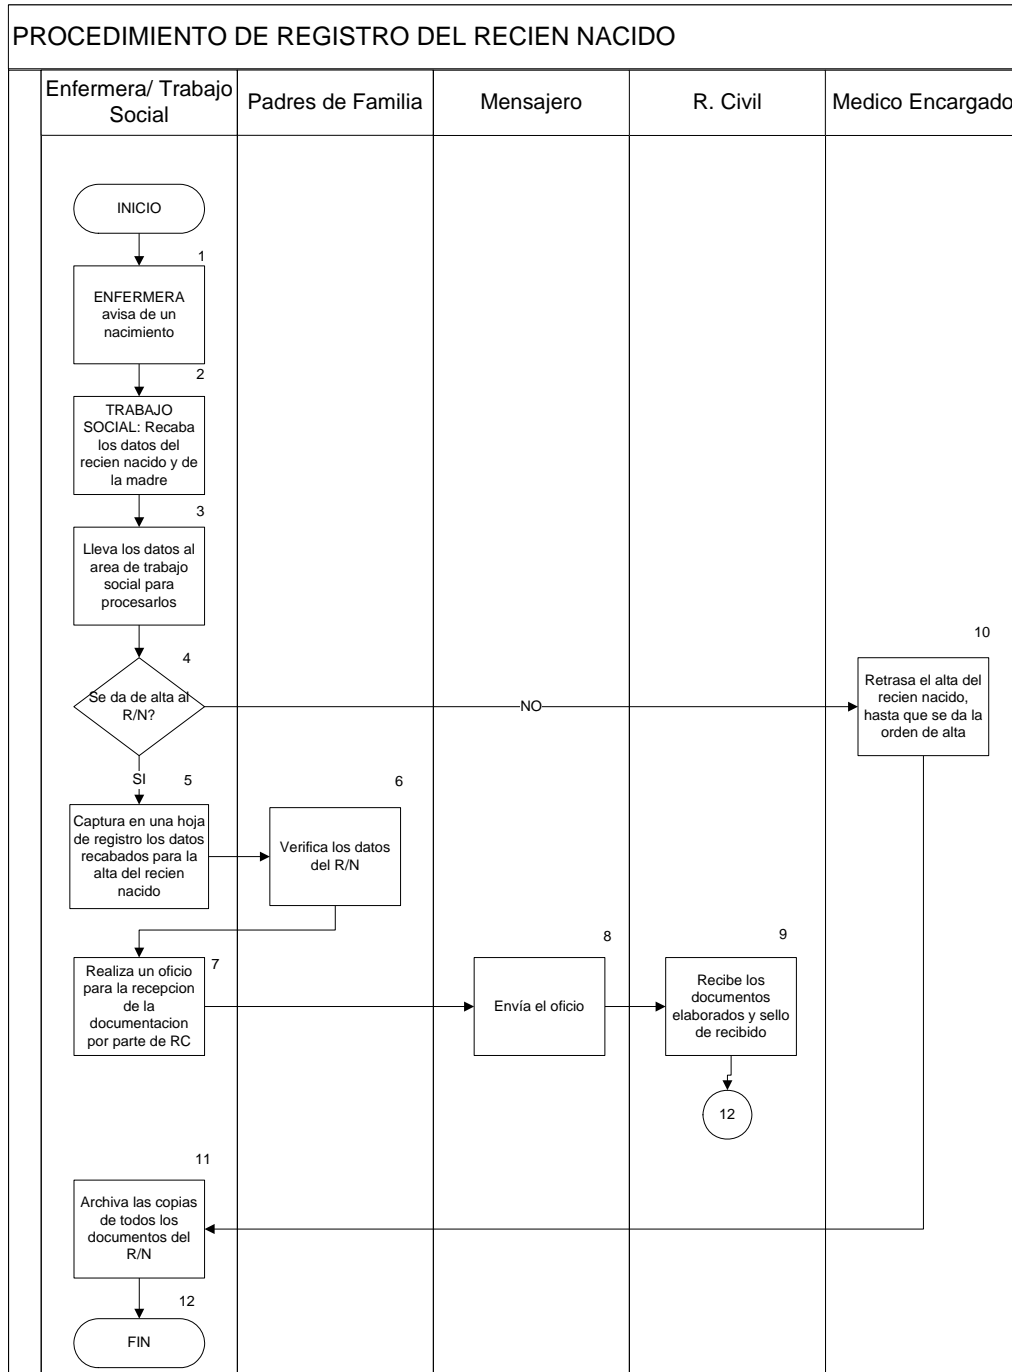 PROCEDIMIENTO DE REGISTRO DEL RECIEN NACIDO
Enfermera/ Trabajo
Social
Padres de Familia
Mensajero
R. Civil
Medico Encargado
INICIO
1
ENFERMERA
avisa de un
nacimiento
2
TRABAJO
SOCIAL: Recaba
los datos del
recien nacido y de
la madre
3
Lleva los datos al
area de trabajo
social para
procesarlos
4
Se da de alta al
R/N?
NO
10
Retrasa el alta del
recien nacido,
hasta que se da la
orden de alta
SI
5
Captura en una hoja
de registro los datos
recabados para la
alta del recien
nacido
6
Verifica los datos
del R/N
7
Realiza un oficio
para la recepcion
de la
documentacion
por parte de RC
8
Envía el oficio
9
Recibe los
documentos
elaborados y sello
de recibido
12
11
Archiva las copias
de todos los
documentos del
R/N
12
FIN